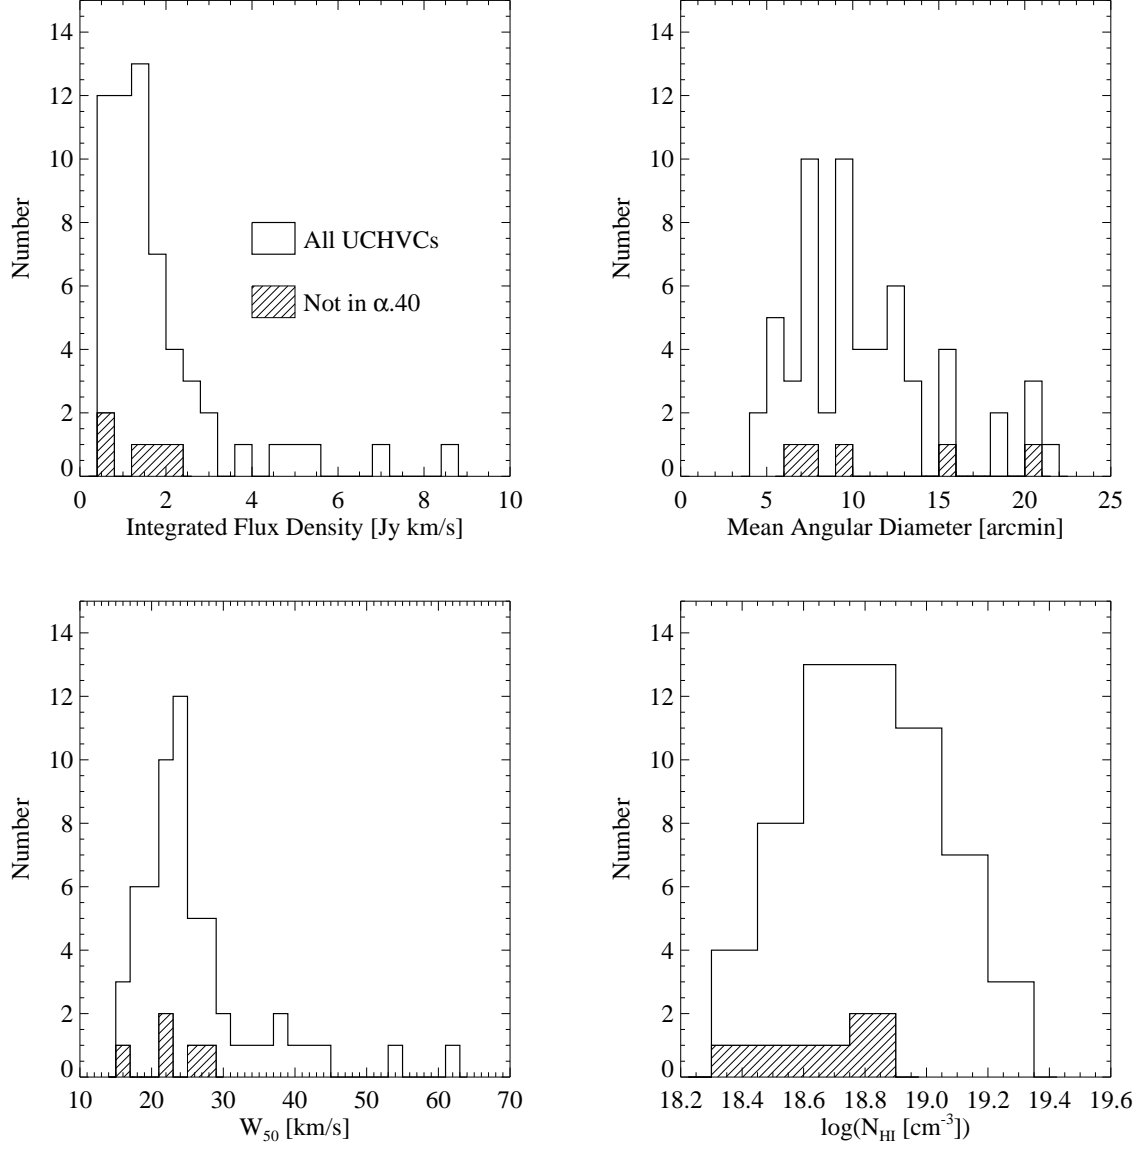 14
12
10
8
6
4
2
0
Number
All UCHVCs
Not in α.40
0 2 4 6 8 10
Integrated Flux Density [Jy km/s]
14
12
10
8
6
4
2
0
Number
0 5 10 15 20 25
Mean Angular Diameter [arcmin]
14
12
10
8
6
4
2
0
Number
10 20 30 40 50 60 70
W50 [km/s]
14
12
10
8
6
4
2
0
Number
18.2 18.4 18.6 18.8 19.0 19.2 19.4 19.6
log(NHI [cm-3])